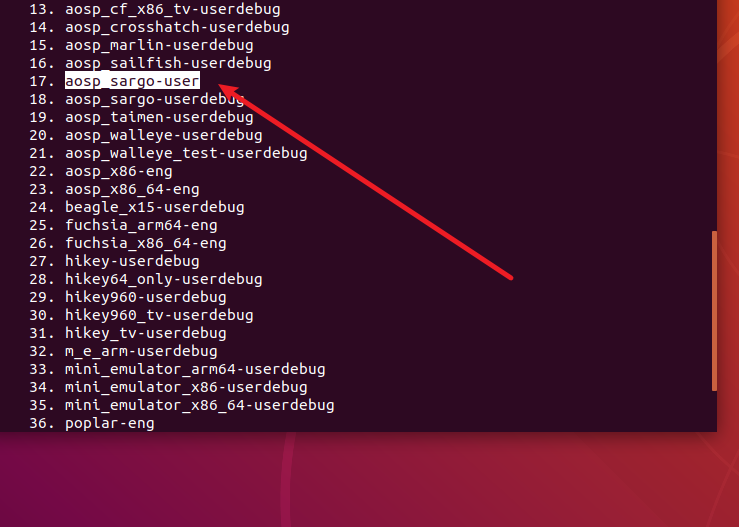 13. aosp_cf_x86_tv-userdebug
14. aosp_crosshatch-userdebug
15. aosp_marlin-userdebug
16. aosp_sailfish-userdebug
17. aosp_sargo-user
18. aosp_sargo-userdebug
19. aosp_taimen-userdebug
20. aosp_walleye-userdebug
21. aosp_walleye_test-userdebug
22. aosp_x86-eng
23. aosp_x86_64-eng
24. beagle_x15-userdebug
25. fuchsia_arm64-eng
26. fuchsia_x86_64-eng
27. hikey-userdebug
28. hikey64_only-userdebug
29. hikey960-userdebug
30. hikey960_tv-userdebug
31. hikey_tv-userdebug
32. m_e_arm-userdebug
33. mini_emulator_arm64-userdebug
34. mini_emulator_x86-userdebug
35. mini_emulator_x86_64-userdebug
36. poplar-eng